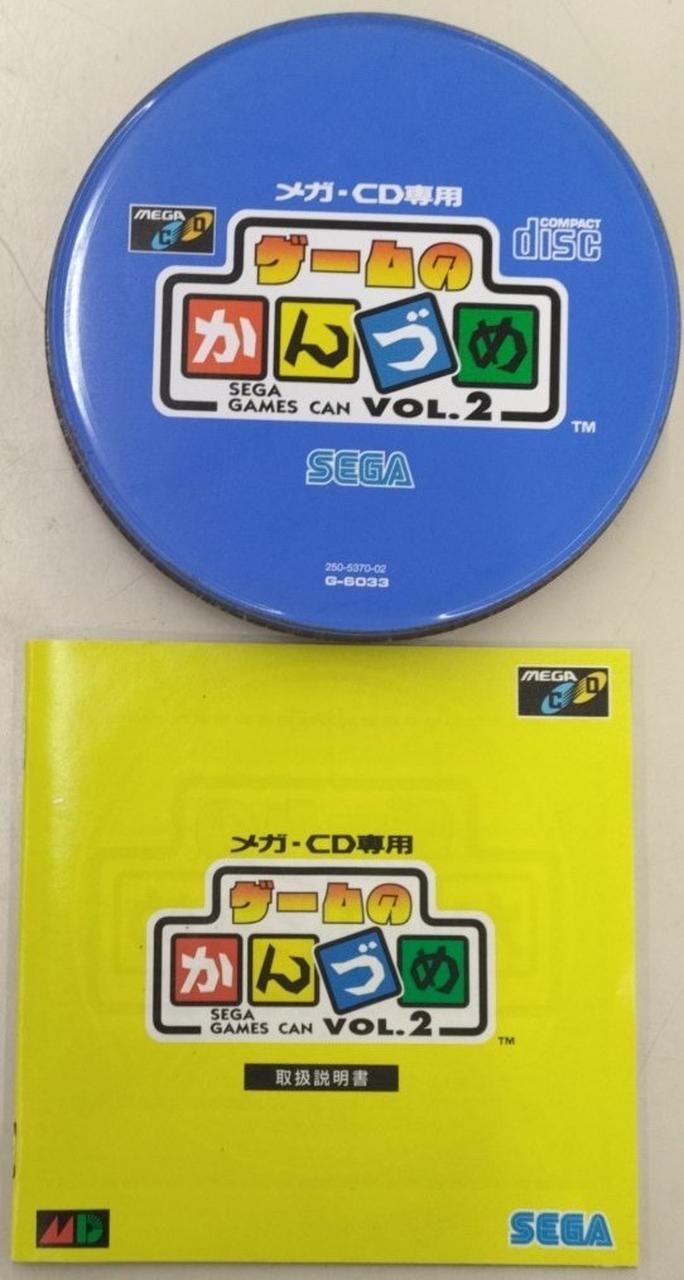 メガ-CD専用
MEGA CD
COMPACT disc
ゲームの
かんづめ
SEGA
GAMES CAN VOL.2
TM
SEGA
250-5370-02
G-6033
MEGA CD
メガ-CD専用
ゲームの
かんづめ
SEGA
GAMES CAN VOL.2
TM
取扱説明書
MD
SEGA